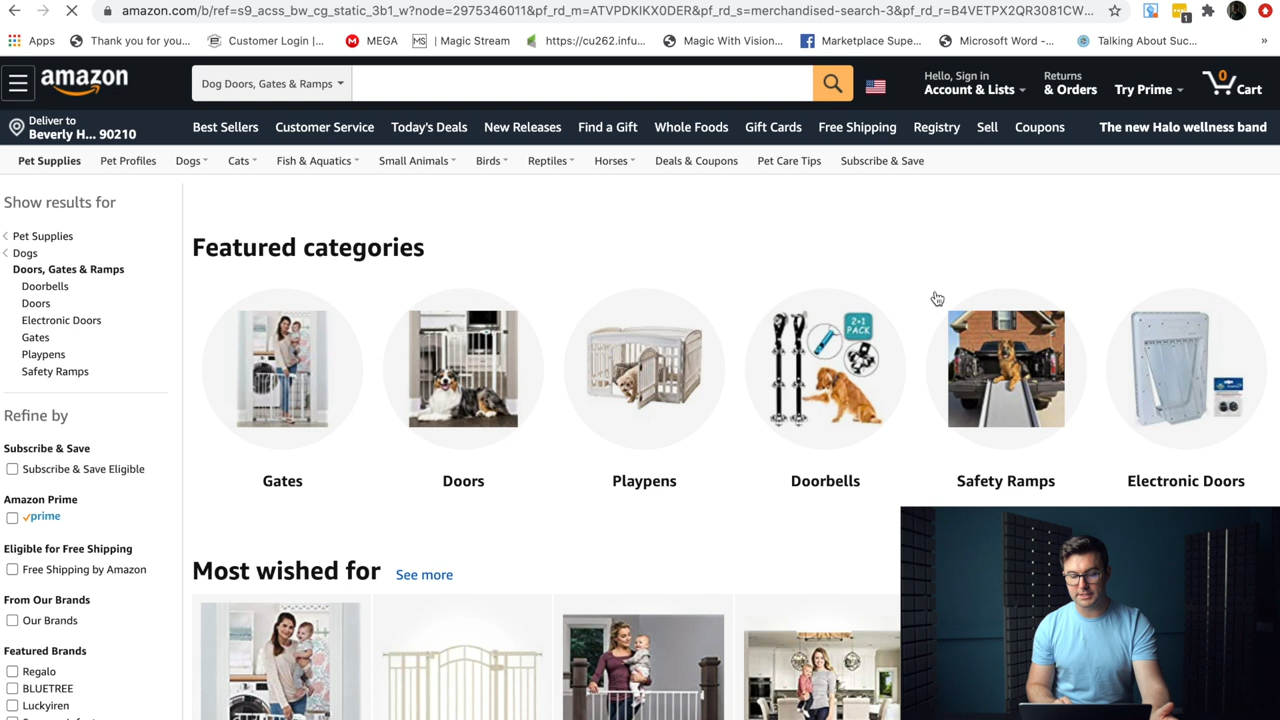 amazon.com/b/ref=s9_acss_bw_cg_static_3b1_w?node=2975346011&pf_rd_m=ATVPDKIKX0DER&pf_rd_s=merchandised-search-3&pf_rd_r=B4VETPX2QR3081CW...
Apps
Thank you for you...
Customer Login |...
MEGA
MS | Magic Stream
https://cu262.infu...
Magic With Vision...
Marketplace Supe...
Microsoft Word -...
Talking About Suc...
»
amazon
Dog Doors, Gates & Ramps
Hello, Sign in
Account & Lists
Returns
& Orders
Try Prime
0
Cart
Deliver to
Beverly H... 90210
Best Sellers
Customer Service
Today's Deals
New Releases
Find a Gift
Whole Foods
Gift Cards
Free Shipping
Registry
Sell
Coupons
The new Halo wellness band
Pet Supplies
Pet Profiles
Dogs
Cats
Fish & Aquatics
Small Animals
Birds
Reptiles
Horses
Deals & Coupons
Pet Care Tips
Subscribe & Save
Show results for
Pet Supplies
Dogs
Doors, Gates & Ramps
Doorbells
Doors
Electronic Doors
Gates
Playpens
Safety Ramps
Refine by
Subscribe & Save
Subscribe & Save Eligible
Amazon Prime
prime
Eligible for Free Shipping
Free Shipping by Amazon
From Our Brands
Our Brands
Featured Brands
Regalo
BLUETREE
Luckyiren
Featured categories
2+1
PACK
Gates
Doors
Playpens
Doorbells
Safety Ramps
Electronic Doors
Most wished for
See more